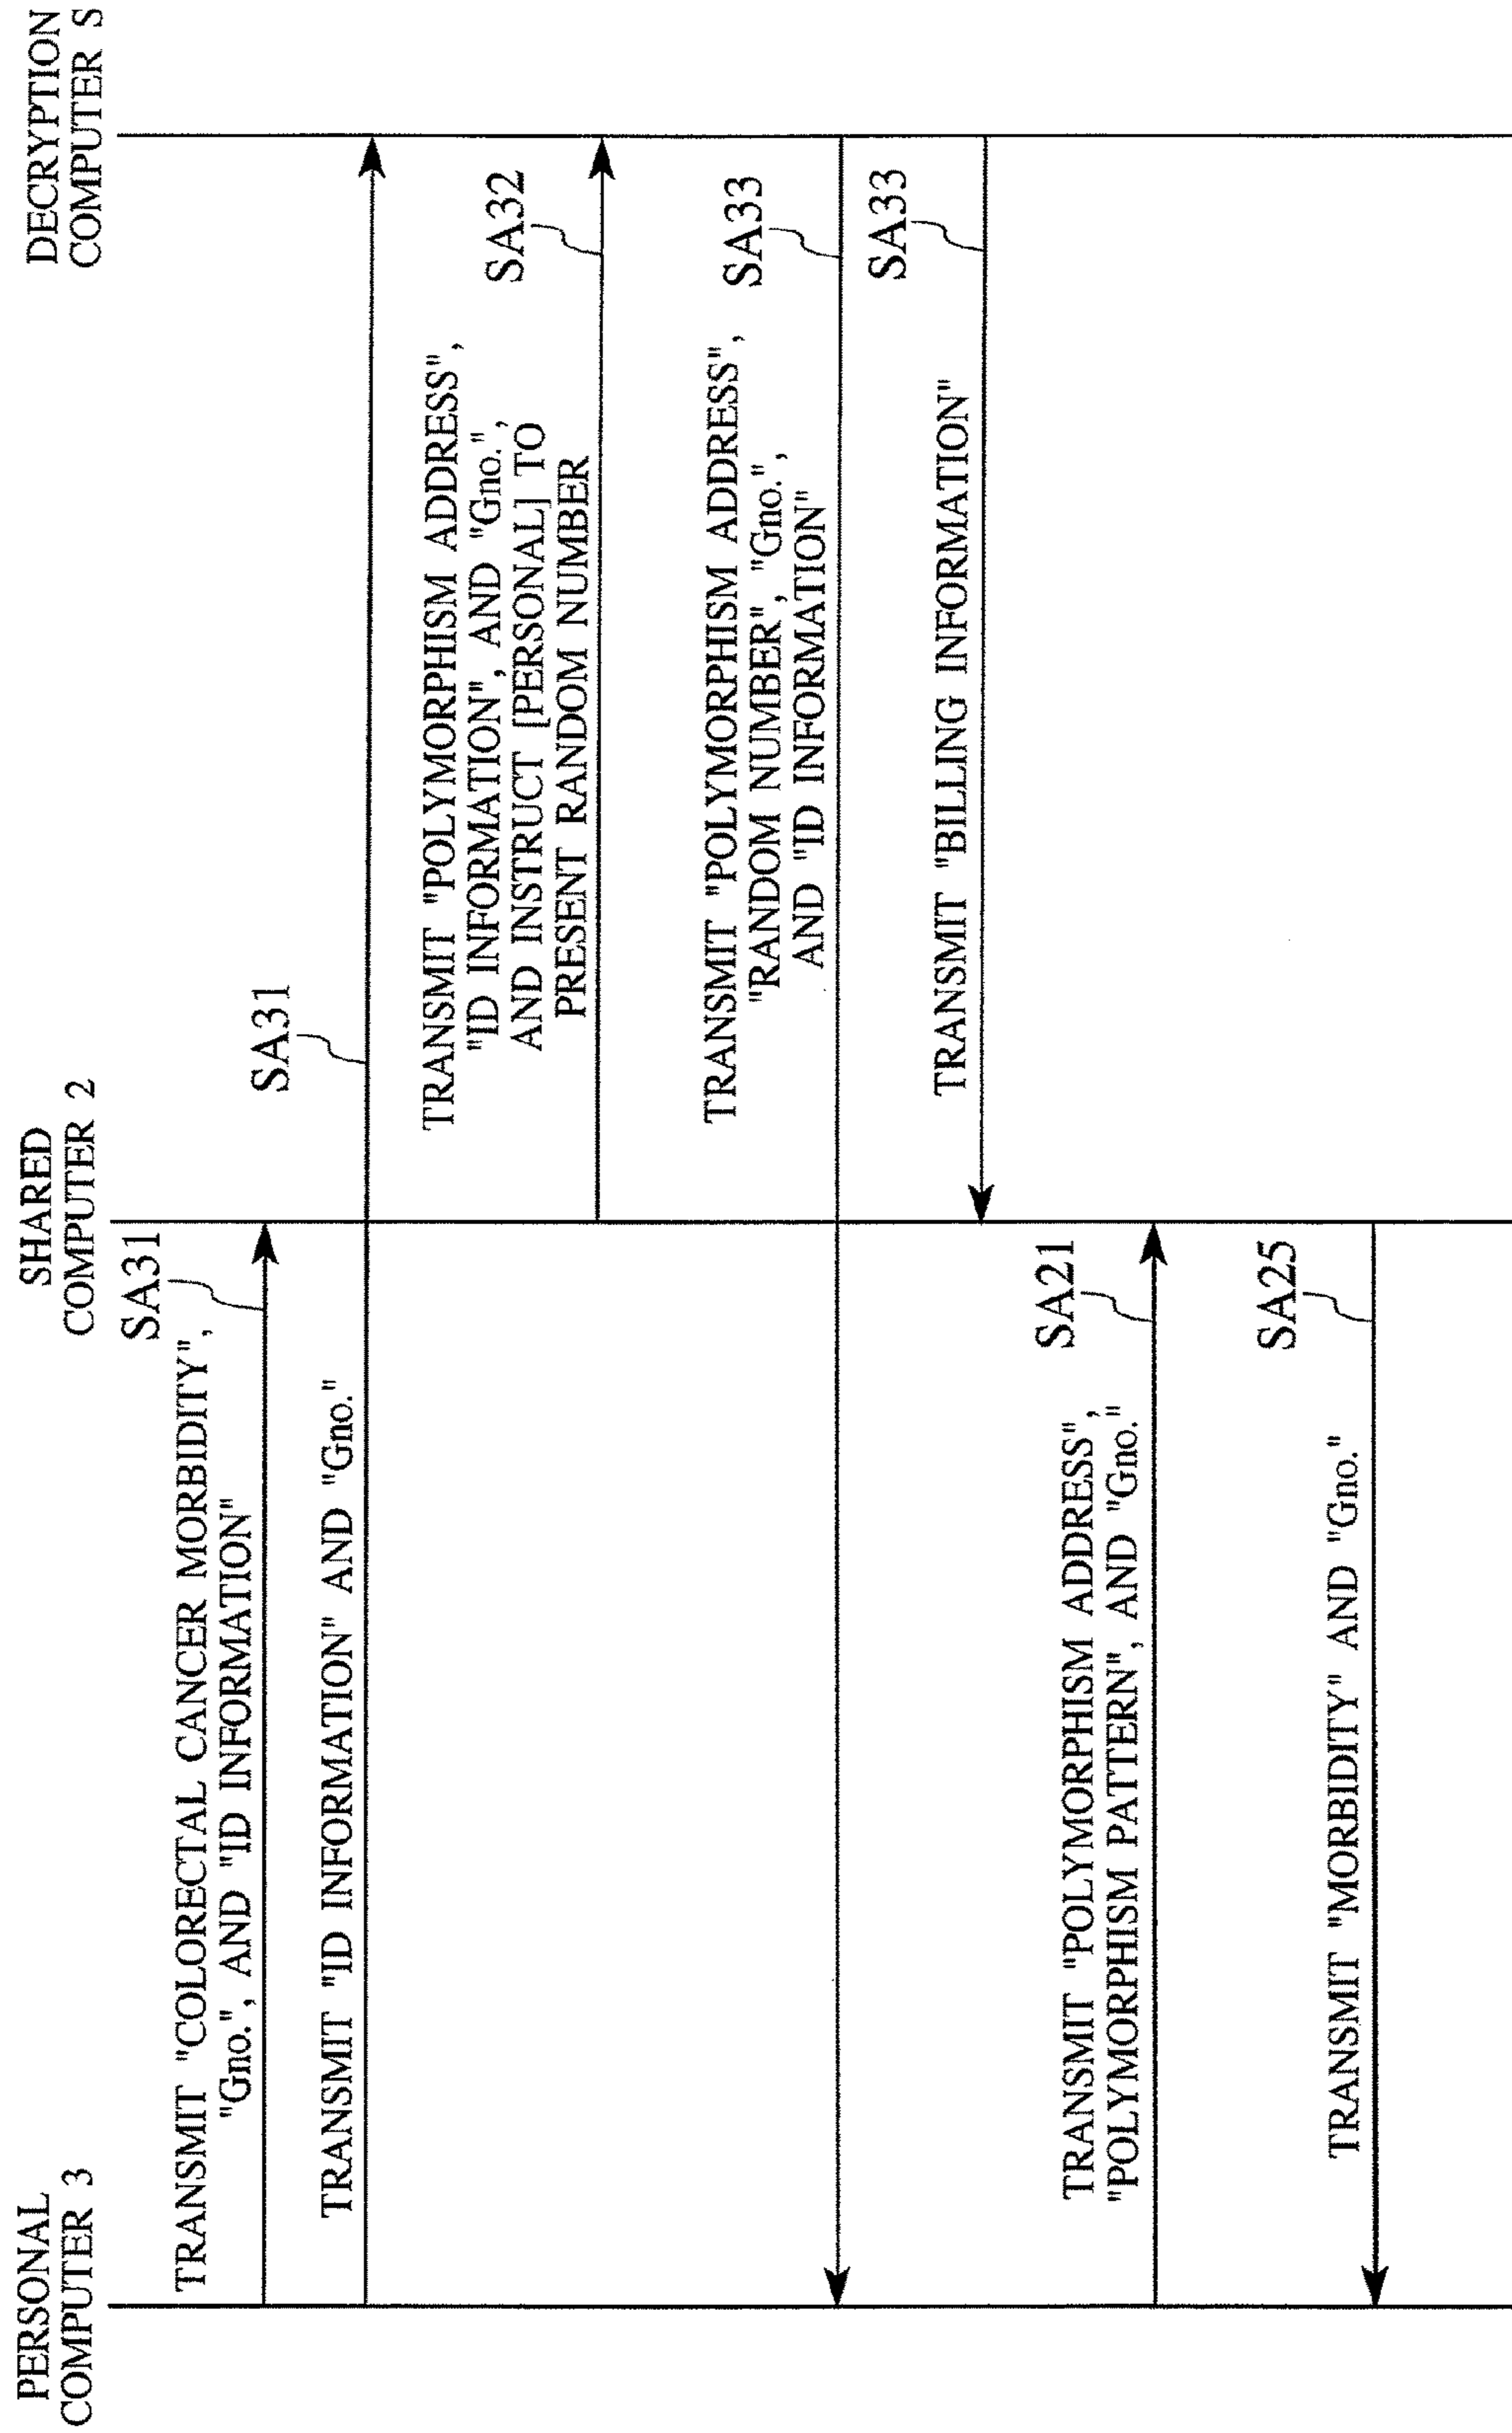 PERSONAL
COMPUTER 3
SHARED
COMPUTER 2
DECRYPTION
COMPUTER S
SA31
TRANSMIT "COLORECTAL CANCER MORBIDITY",
"Gno.", AND "ID INFORMATION"
SA31
TRANSMIT "ID INFORMATION" AND "Gno."
TRANSMIT "POLYMORPHISM ADDRESS",
"ID INFORMATION", AND "Gno.",
AND INSTRUCT [PERSONAL] TO
PRESENT RANDOM NUMBER
SA32
TRANSMIT "POLYMORPHISM ADDRESS",
"RANDOM NUMBER", "Gno.",
AND "ID INFORMATION"
SA33
TRANSMIT "BILLING INFORMATION"
SA33
TRANSMIT "POLYMORPHISM ADDRESS",
"POLYMORPHISM PATTERN", AND "Gno."
SA21
TRANSMIT "MORBIDITY" AND "Gno."
SA25